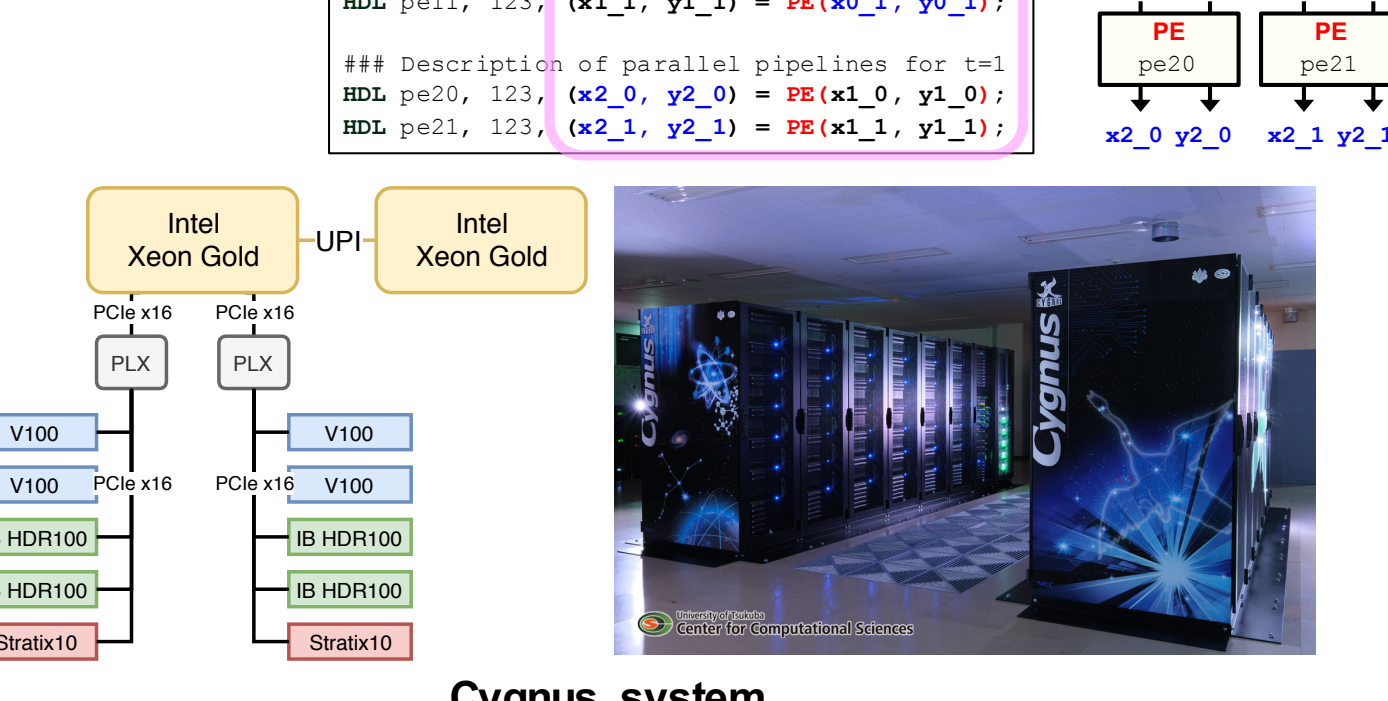 HDL pe11, 123, (x1_1, y1_1) = PE(x0_1, y0_1);
### Description of parallel pipelines for t=1
HDL pe20, 123, (x2_0, y2_0) = PE(x1_0, y1_0);
HDL pe21, 123, (x2_1, y2_1) = PE(x1_1, y1_1);
PE
pe20
PE
pe21
x2_0 y2_0
x2_1 y2_1
Intel
Xeon Gold
UPI
Intel
Xeon Gold
PCIe x16
PCIe x16
PLX
PLX
V100
V100
V100
PCIe x16
PCIe x16
V100
HDR100
IB HDR100
HDR100
IB HDR100
Stratix10
Stratix10
CYGNUS
Cygnus
Cygnus
NEC
University of Tsukuba
Center for Computational Sciences
Cygnus system